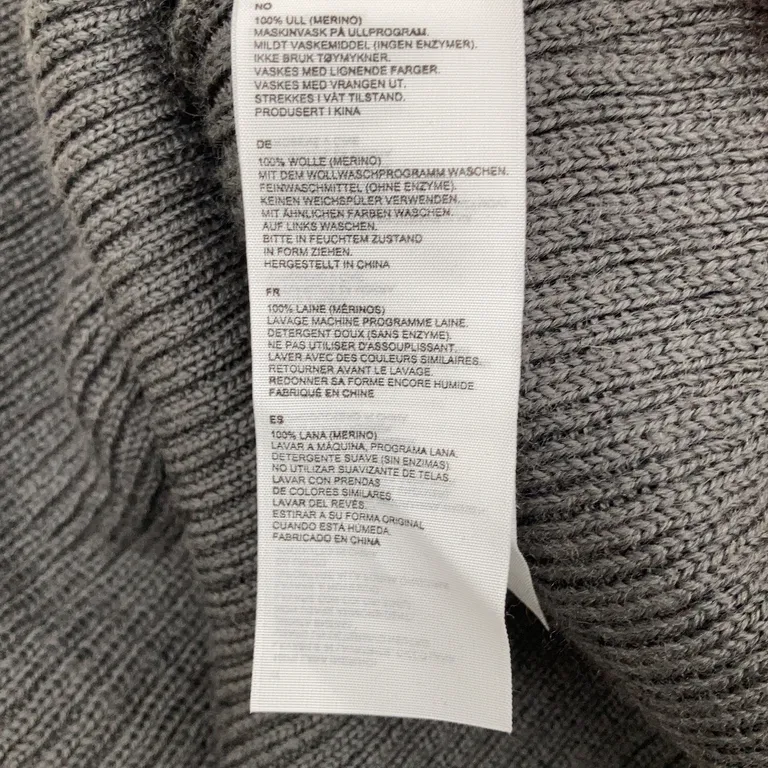 NO
100% ULL (MERINO)
MASKINVASK PÅ ULLPROGRAM.
MILDT VASKEMIDDEL (INGEN ENZYMER).
IKKE BRUK TØYMYKNER.
VASKES MED LIGNENDE FARGER.
VASKES MED VRANGEN UT.
STREKKES I VÅT TILSTAND.
PRODUSERT I KINA
DE
100% WOLLE (MERINO)
MIT DEM WOLLWASCHPROGRAMM WASCHEN.
FEINWASCHMITTEL (OHNE ENZYME).
KEINEN WEICHSPÜLER VERWENDEN.
MIT ÄHNLICHEN FARBEN WASCHEN.
AUF LINKS WASCHEN.
BITTE IN FEUCHTEM ZUSTAND
IN FORM ZIEHEN.
HERGESTELLT IN CHINA
FR
100% LAINE (MÉRINOS)
LAVAGE MACHINE PROGRAMME LAINE.
DETERGENT DOUX (SANS ENZYME).
NE PAS UTILISER D'ASSOUPLISSANT.
LAVER AVEC DES COULEURS SIMILAIRES.
RETOURNER AVANT LE LAVAGE.
REDONNER SA FORME ENCORE HUMIDE.
FABRIQUÉ EN CHINE
ES
100% LANA (MERINO)
LAVAR A MÁQUINA, PROGRAMA LANA.
DETERGENTE SUAVE (SIN ENZIMAS).
NO UTILIZAR SUAVIZANTE DE TELAS.
LAVAR CON PRENDAS
DE COLORES SIMILARES.
LAVAR DEL REVÉS.
ESTIRAR A SU FORMA ORIGINAL
CUANDO ESTÁ HÚMEDA.
FABRICADO EN CHINA